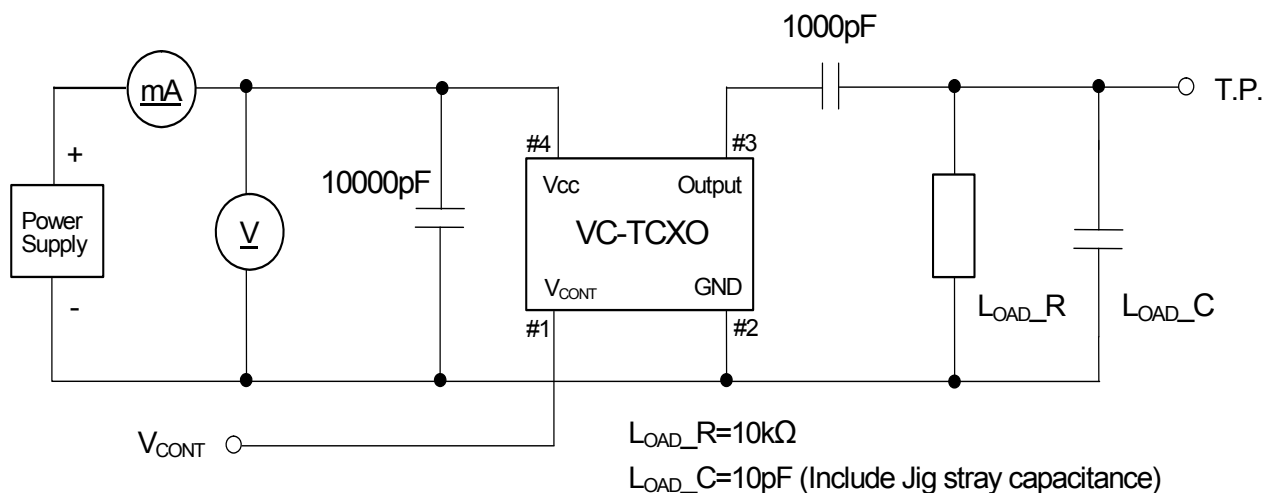 1000pF
mA
T.P.
#4
#3
+
10000pF
Vcc
Output
Power
Supply
V
VC-TCXO
-
VCONT
GND
#1
#2
LOAD_R
LOAD_C
VCONT
LOAD_R=10kΩ
LOAD_C=10pF (Include Jig stray capacitance)